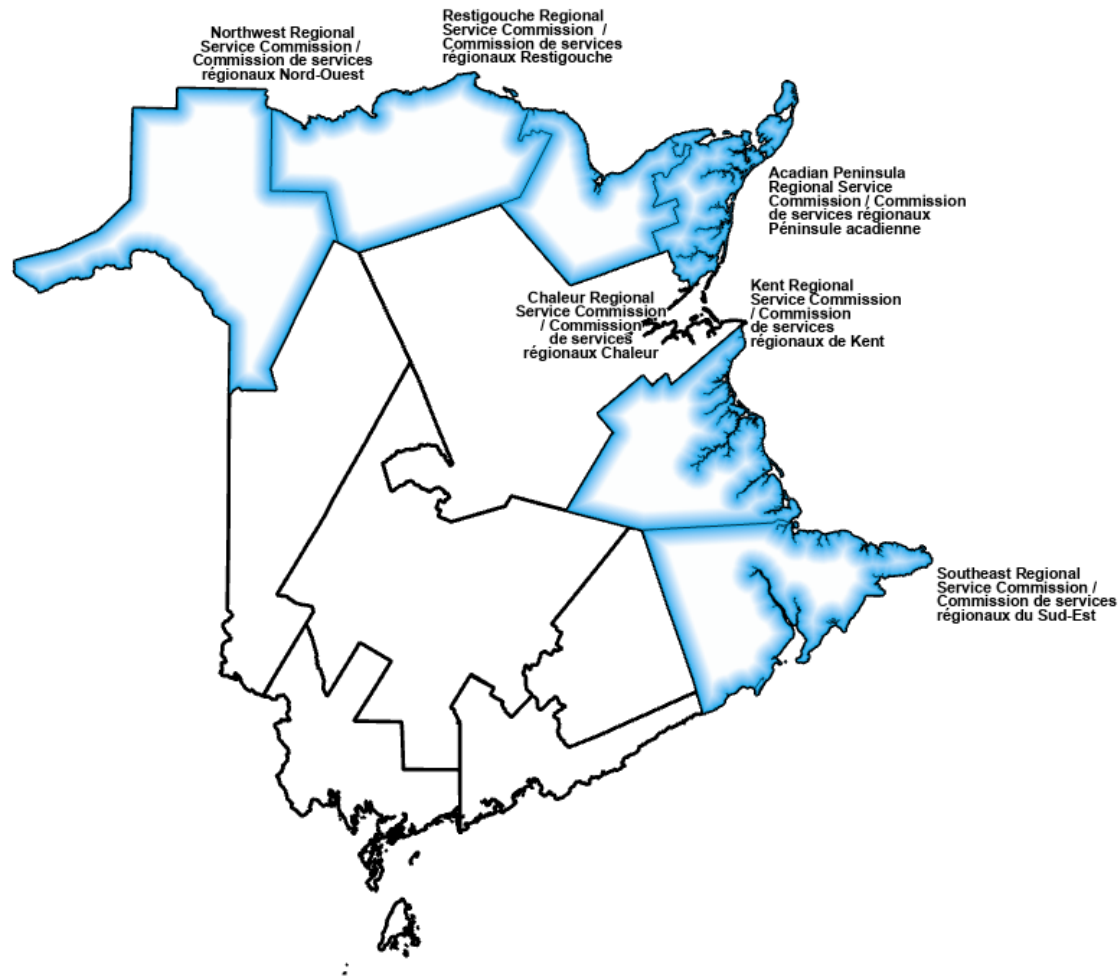 Northwest Regional
Service Commission /
Commission de services
régionaux Nord-Ouest
Restigouche Regional
Service Commission /
Commission de services
régionaux Restigouche
Acadian Peninsula
Regional Service
Commission / Commission
de services régionaux
Péninsule acadienne
Chaleur Regional
Service Commission
/ Commission
de services
régionaux Chaleur
Kent Regional
Service Commission
/ Commission
de services
régionaux de Kent
Southeast Regional
Service Commission /
Commission de services
régionaux du Sud-Est